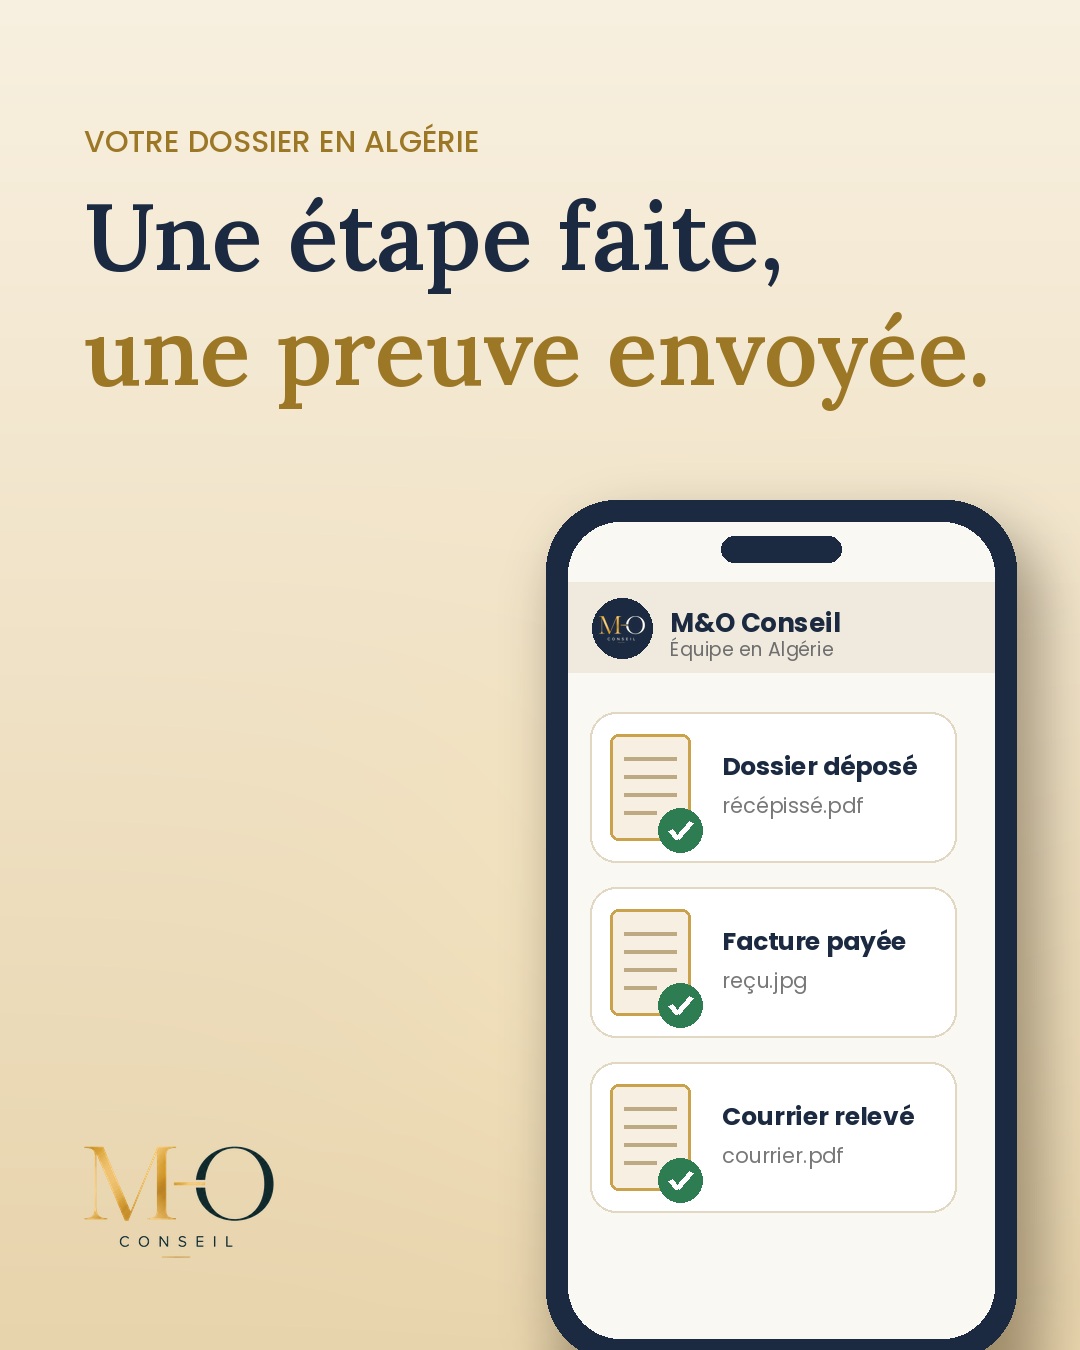 VOTRE DOSSIER EN ALGÉRIE
Une étape faite,
une preuve envoyée.
M-O
CONSEIL
M&O Conseil
Équipe en Algérie
Dossier déposé
récépissé.pdf
Facture payée
reçu.jpg
Courrier relevé
courrier.pdf
M-O
CONSEIL